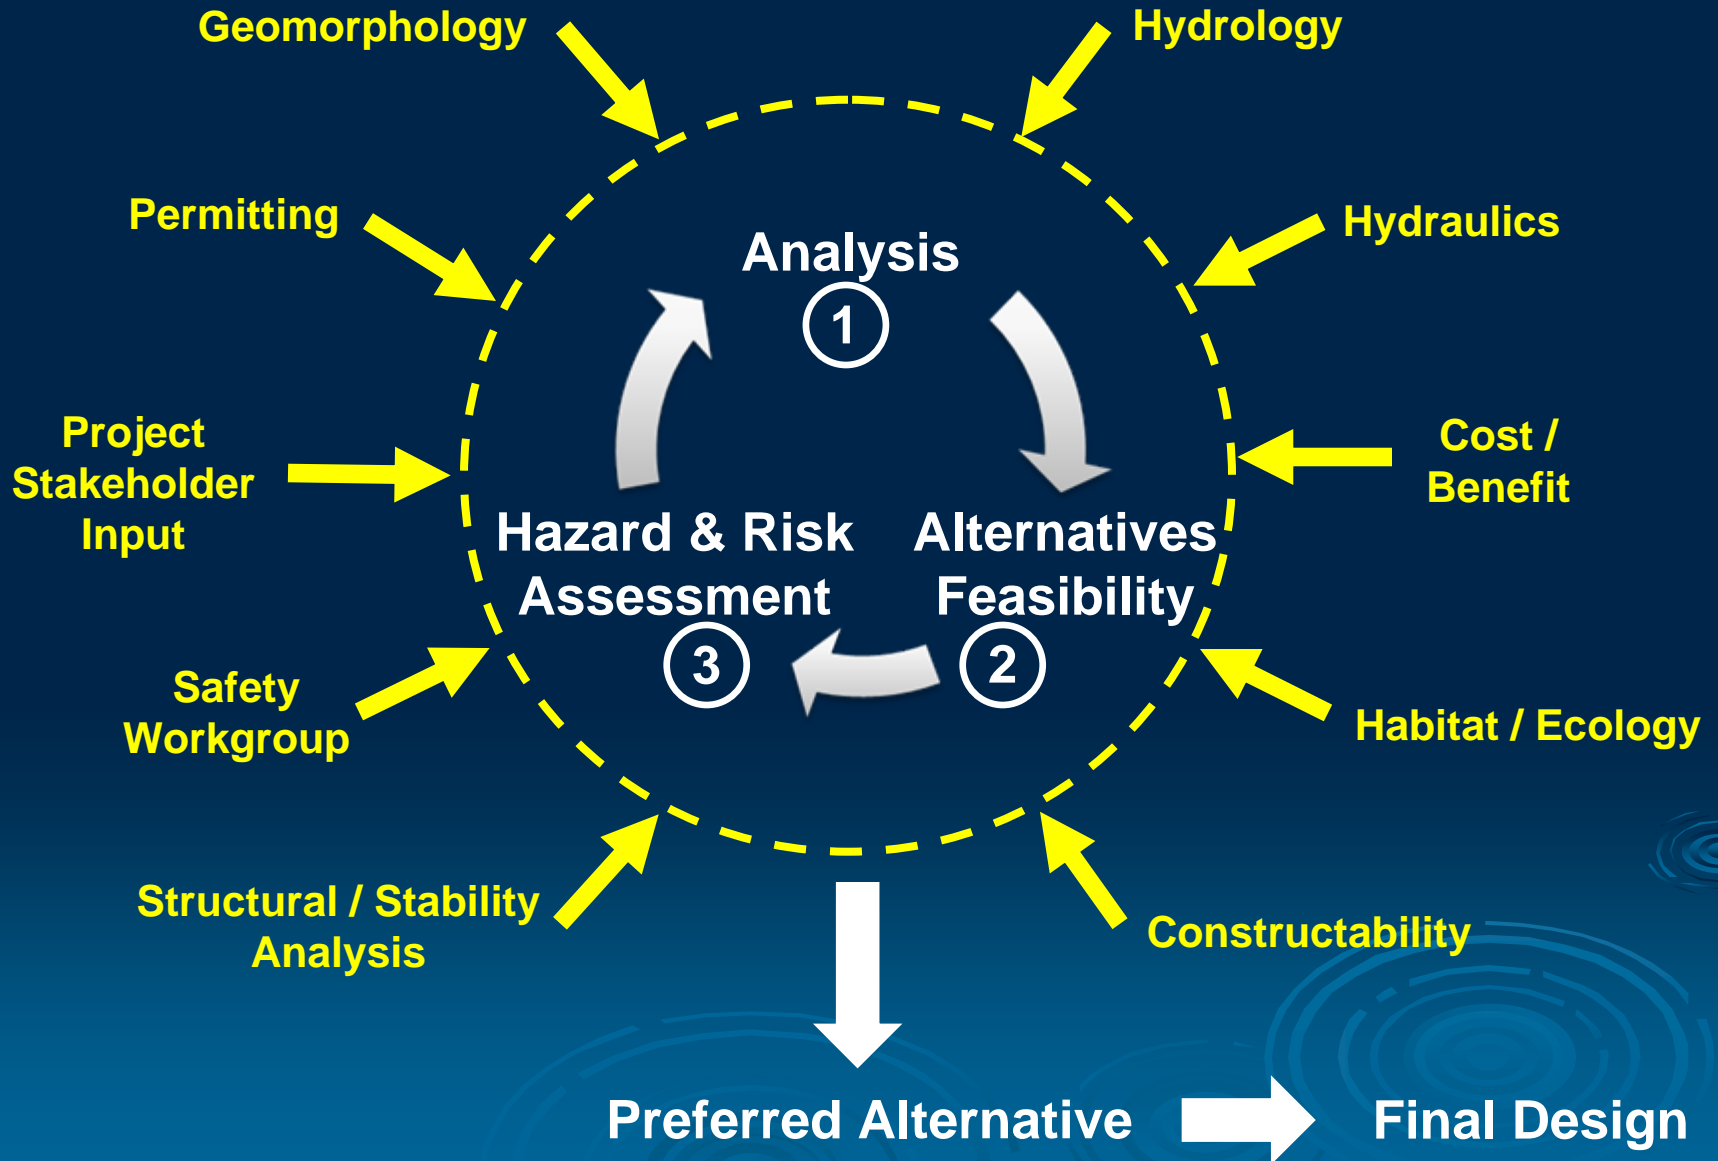 Geomorphology
Hydrology
Permitting
Hydraulics
Analysis
1
Project
Stakeholder
Input
Cost /
Benefit
Hazard & Risk
Assessment
3
Alternatives
Feasibility
2
Safety
Workgroup
Habitat / Ecology
Structural / Stability
Analysis
Constructability
Preferred Alternative
Final Design